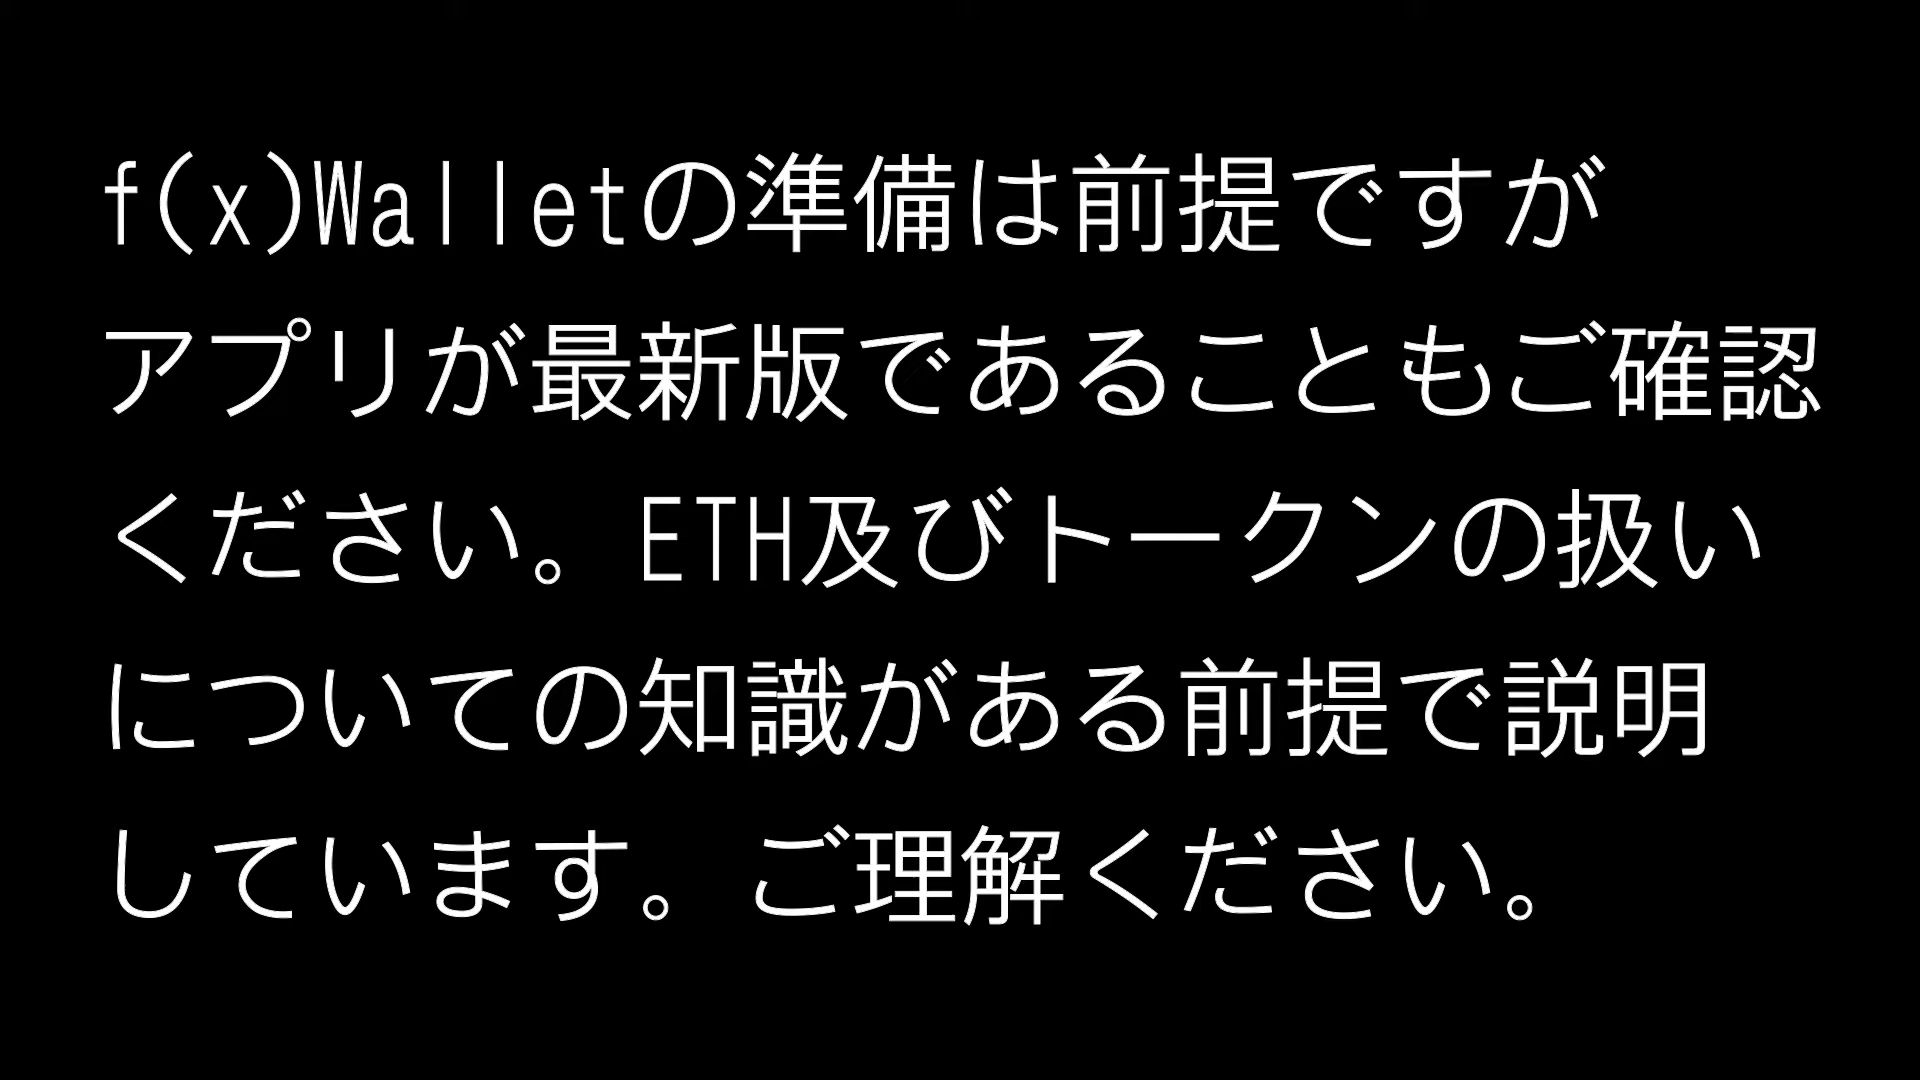 f(x)Walletの準備は前提ですが
アプリが最新版であることもご確認
ください。ETH及びトークンの扱い
についての知識がある前提で説明
しています。ご理解ください。